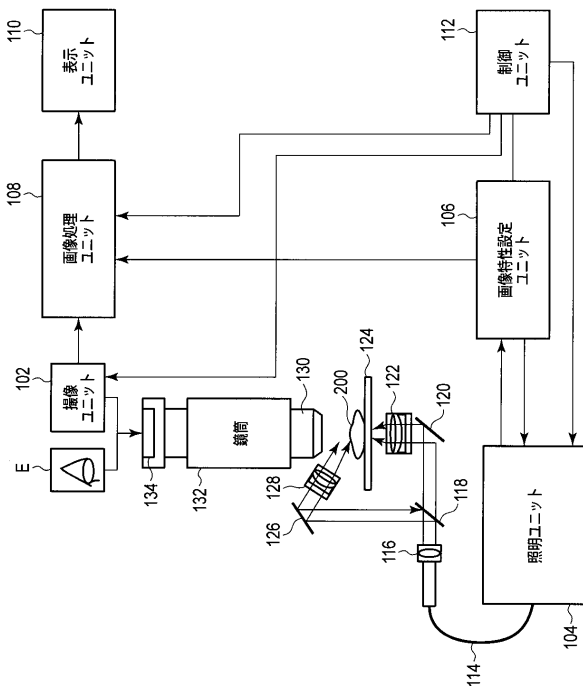 110
表示
ユニット
108
画像処理
ユニット
102
撮像
ユニット
E
112
制御
ユニット
106
画像特性設定
ユニット
134
132
鏡筒
130
200
124
128
126
122
120
118
116
照明ユニット
104
114